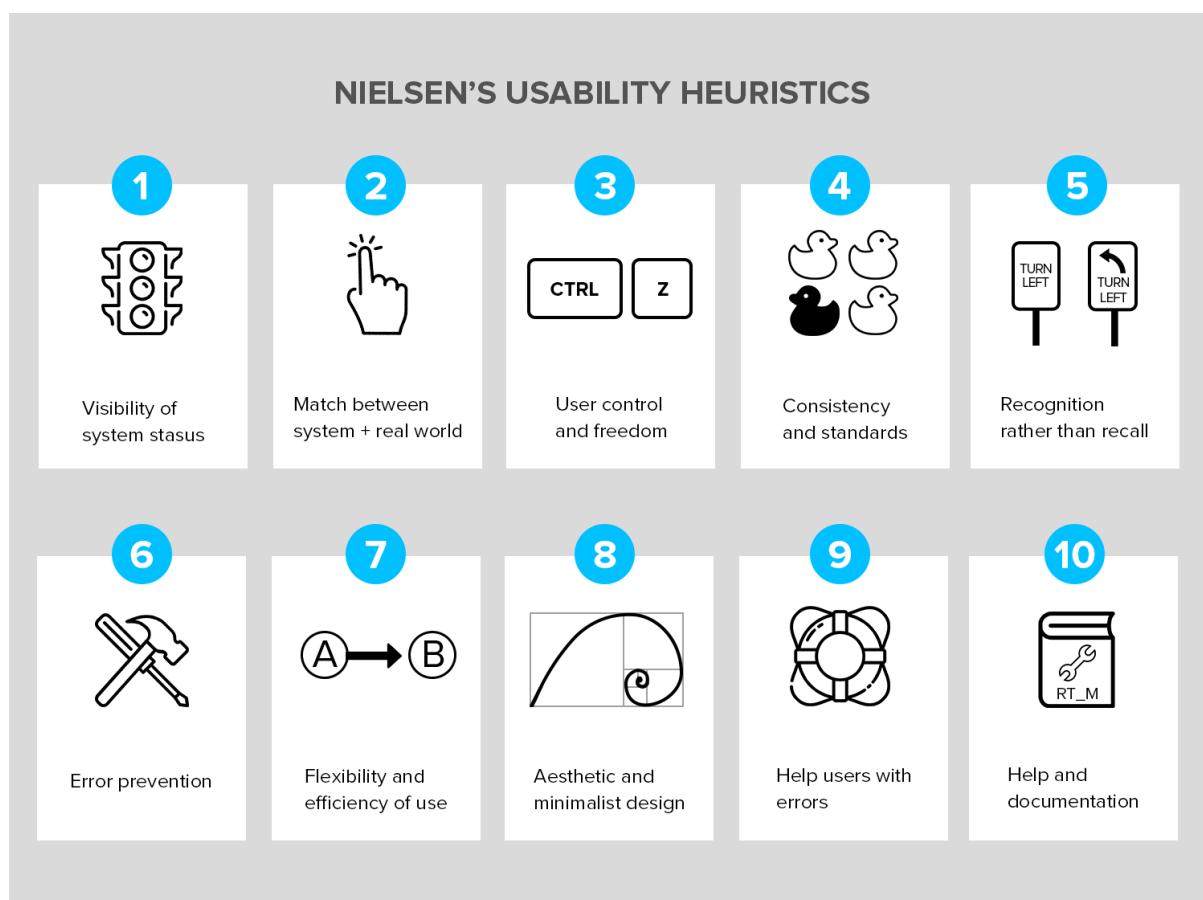 NIELSEN'S USABILITY HEURISTICS
1
2
3
4
5
CTRL
Z
TURN
LEFT
TURN
LEFT
Visibility of
system stasus
Match between
system + real world
User control
and freedom
Consistency
and standards
Recognition
rather than recall
6
7
8
9
10
A
B
RT_M
Error prevention
Flexibility and
efficiency of use
Aesthetic and
minimalist design
Help users with
errors
Help and
documentation